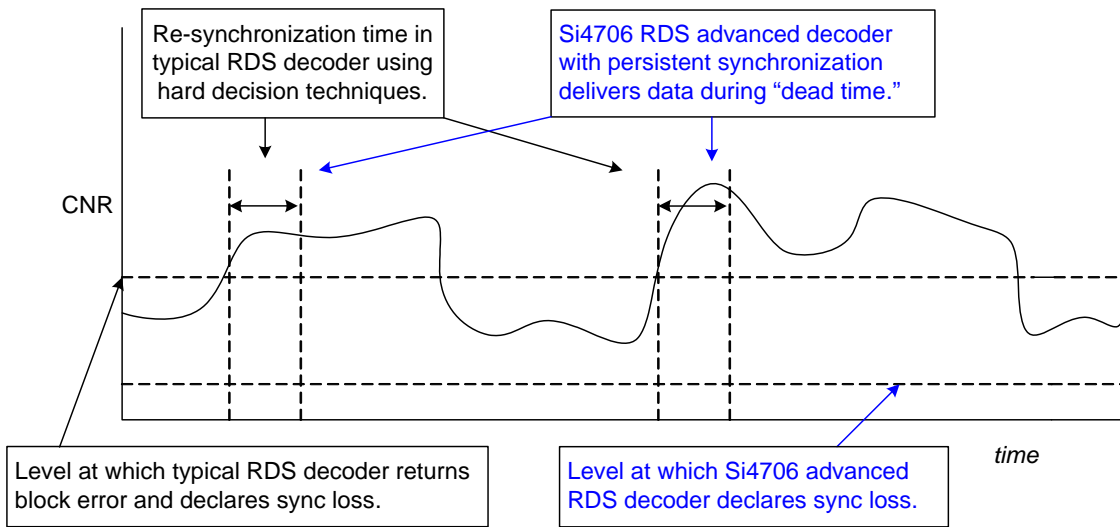 Re-synchronization time in
typical RDS decoder using
hard decision techniques.
Si4706 RDS advanced decoder
with persistent synchronization
delivers data during “dead time.”
CNR
time
Level at which typical RDS decoder returns
block error and declares sync loss.
Level at which Si4706 advanced
RDS decoder declares sync loss.